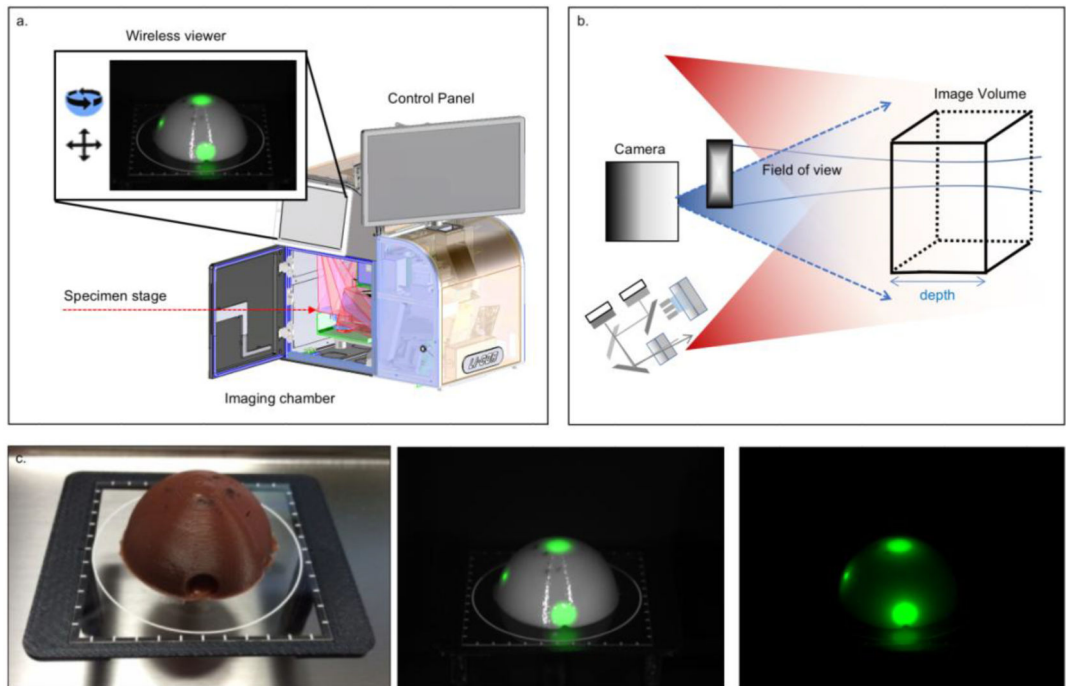 a.
Wireless viewer
Control Panel
Specimen stage
Imaging chamber
b.
Image Volume
Camera
Field of view
depth
c.